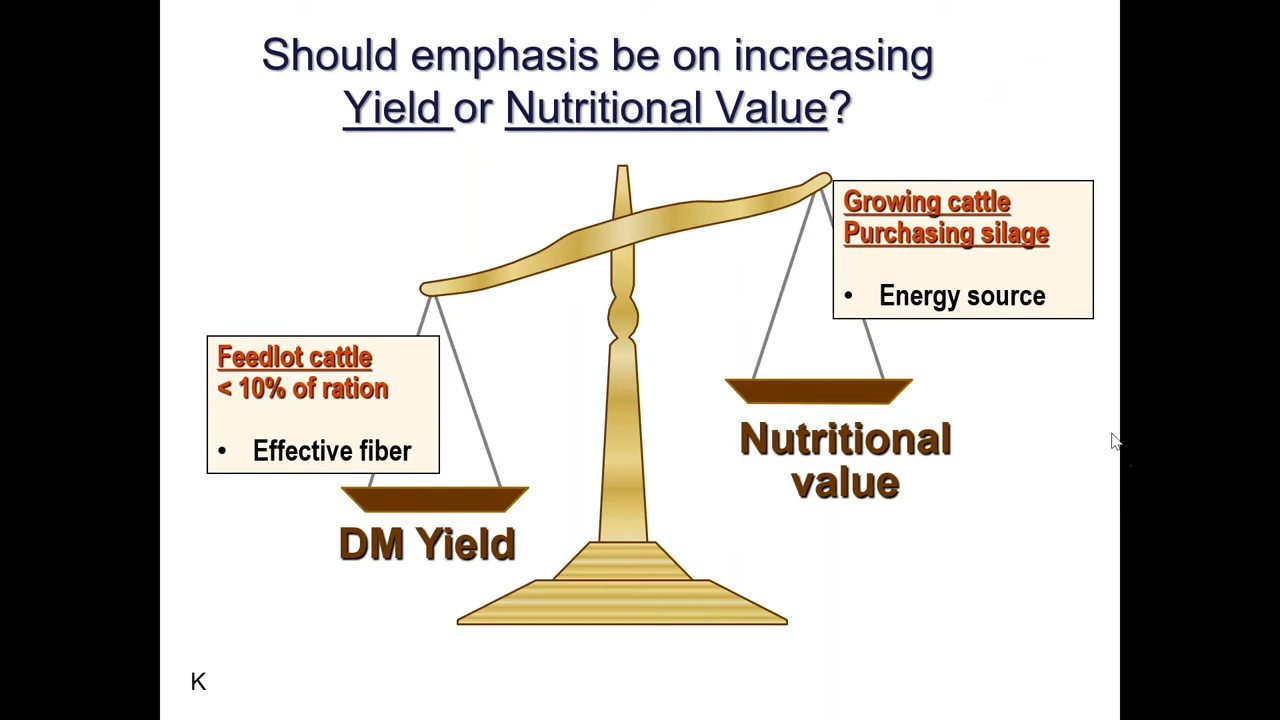 Should emphasis be on increasing
Yield or Nutritional Value?
Growing cattle
Purchasing silage
• Energy source
Feedlot cattle
< 10% of ration
• Effective fiber
Nutritional
value
DM Yield
K